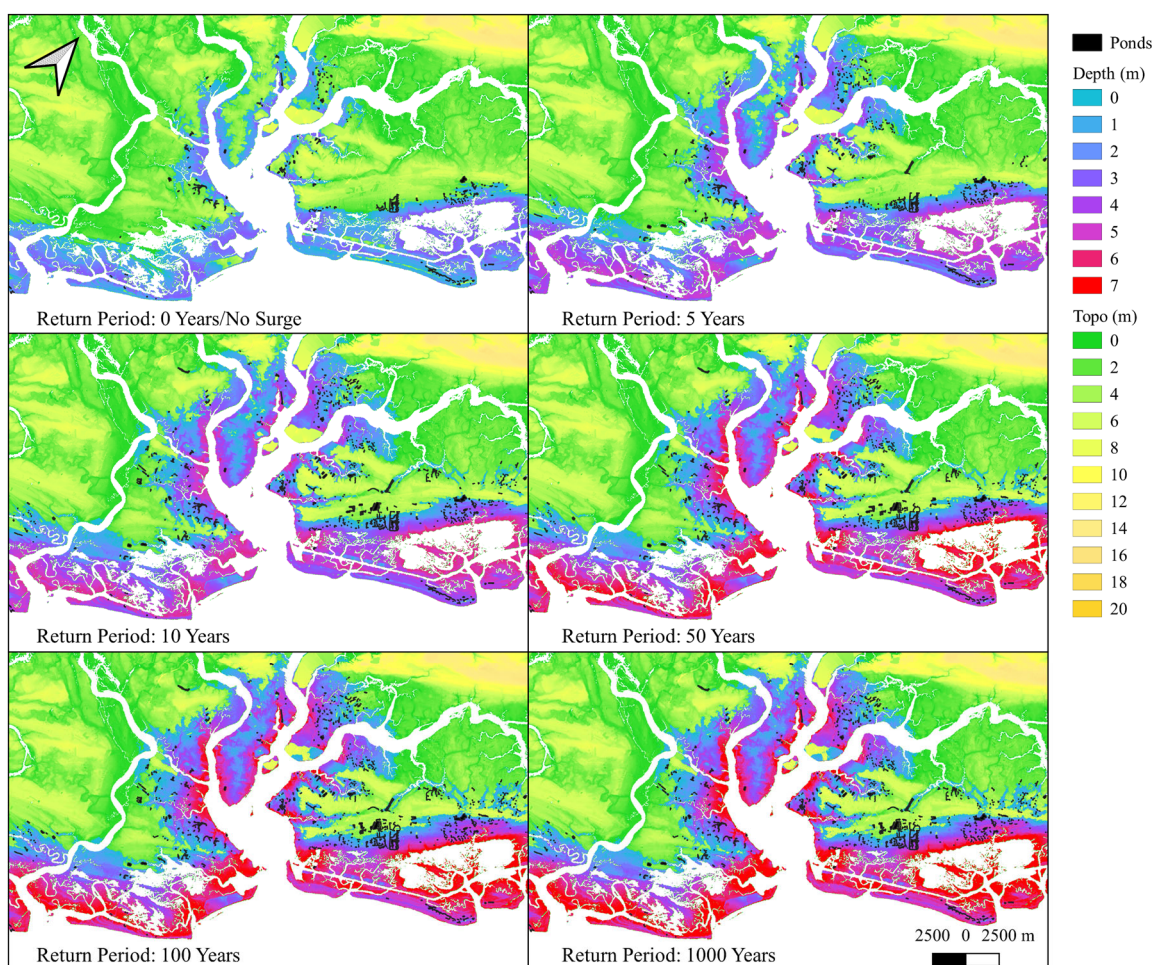 Ponds
Depth (m)
0
1
2
3
4
5
6
7
Topo (m)
0
2
4
6
8
10
12
14
16
18
20
Return Period: 0 Years/No Surge
Return Period: 5 Years
Return Period: 10 Years
Return Period: 50 Years
Return Period: 100 Years
Return Period: 1000 Years
2500 0 2500 m